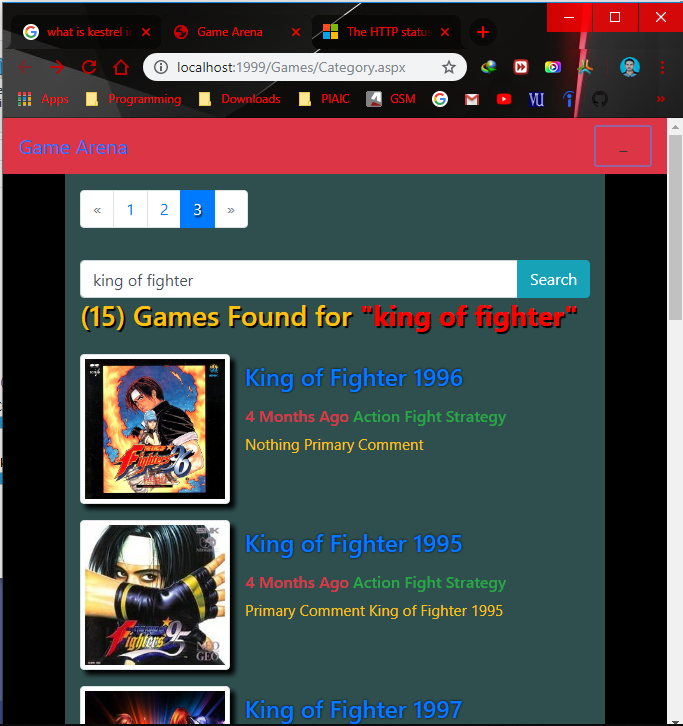 what is kestrel in
Game Arena
The HTTP status
localhost:1999/Games/Category.aspx
Apps Programming Downloads PIAIC GSM
Game Arena
« 1 2 3 »
king of fighter Search
(15) Games Found for "king of fighter"
King of Fighter 1996
4 Months Ago Action Fight Strategy
Nothing Primary Comment
King of Fighter 1995
4 Months Ago Action Fight Strategy
Primary Comment King of Fighter 1995
King of Fighter 1997